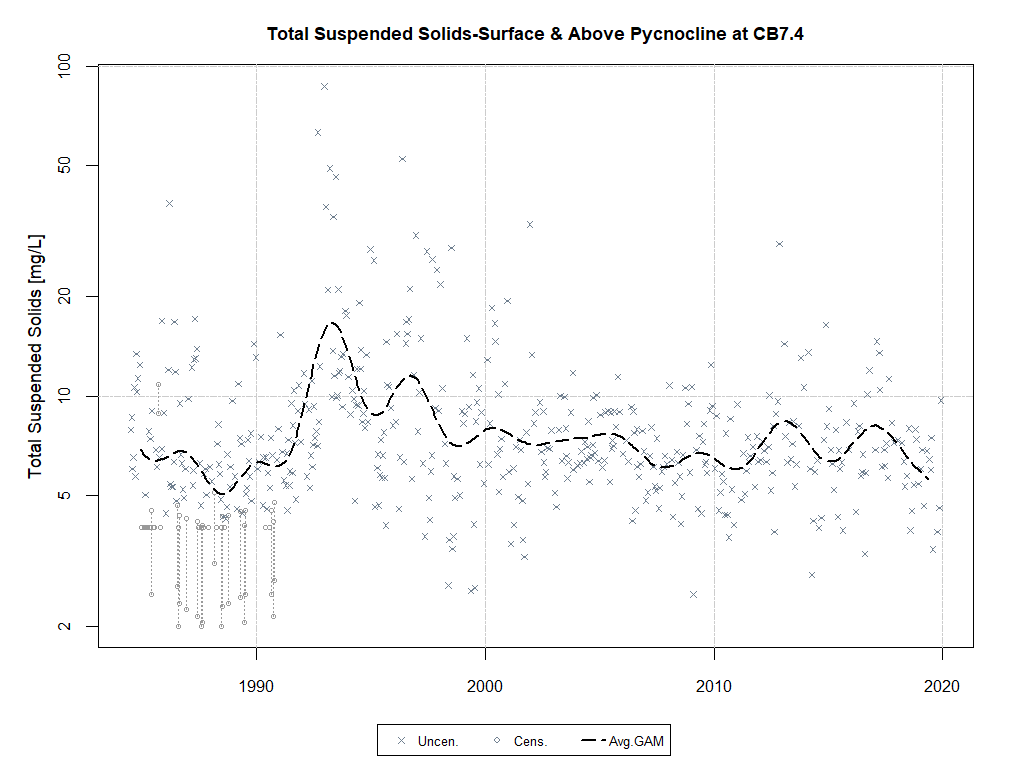 Total Suspended Solids-Surface & Above Pycnocline at CB7.4
Total Suspended Solids [mg/L]
100
50
20
10
5
2
1990
2000
2010
2020
Uncen.
Cens.
Avg.GAM